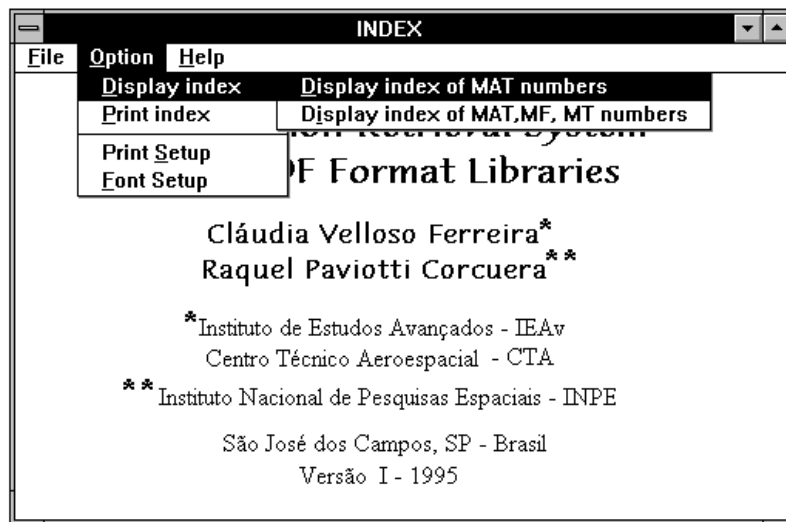 INDEX
File Option Help
Display index
Print index
Print Setup
Font Setup
Display index of MAT numbers
Display index of MAT,MF, MT numbers
Retrieval System
Format Libraries
Cláudia Velloso Ferreira*
Raquel Paviotti Corcuera**
*Instituto de Estudos Avançados - IEAv
Centro Técnico Aeroespacial - CTA
**Instituto Nacional de Pesquisas Espaciais - INPE
São José dos Campos, SP - Brasil
Versão I - 1995